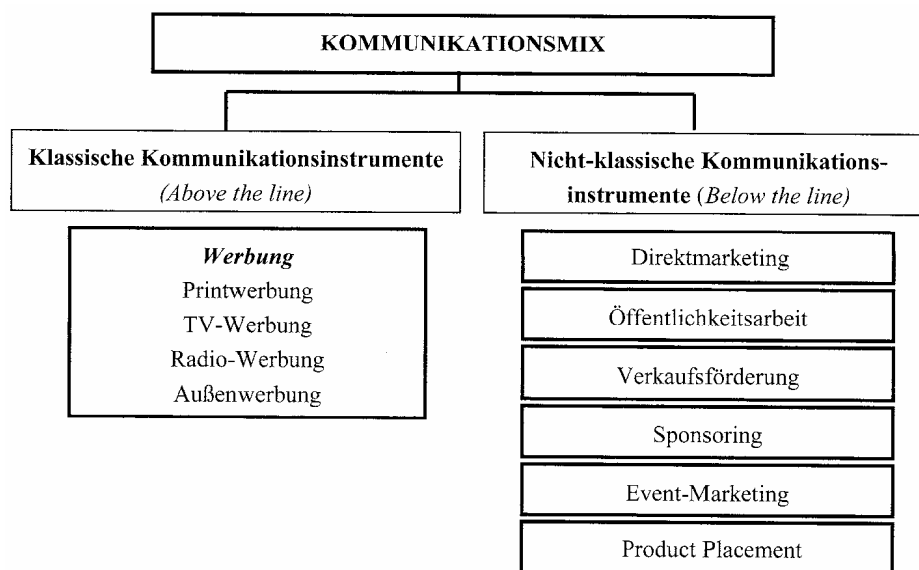 KOMMUNIKATIONSMIX
Klassische Kommunikationsinstrumente
(Above the line)
Werbung
Printwerbung
TV-Werbung
Radio-Werbung
Außenwerbung
Nicht-klassische Kommunikations-
instrumente (Below the line)
Direktmarketing
Öffentlichkeitsarbeit
Verkaufsförderung
Sponsoring
Event-Marketing
Product Placement